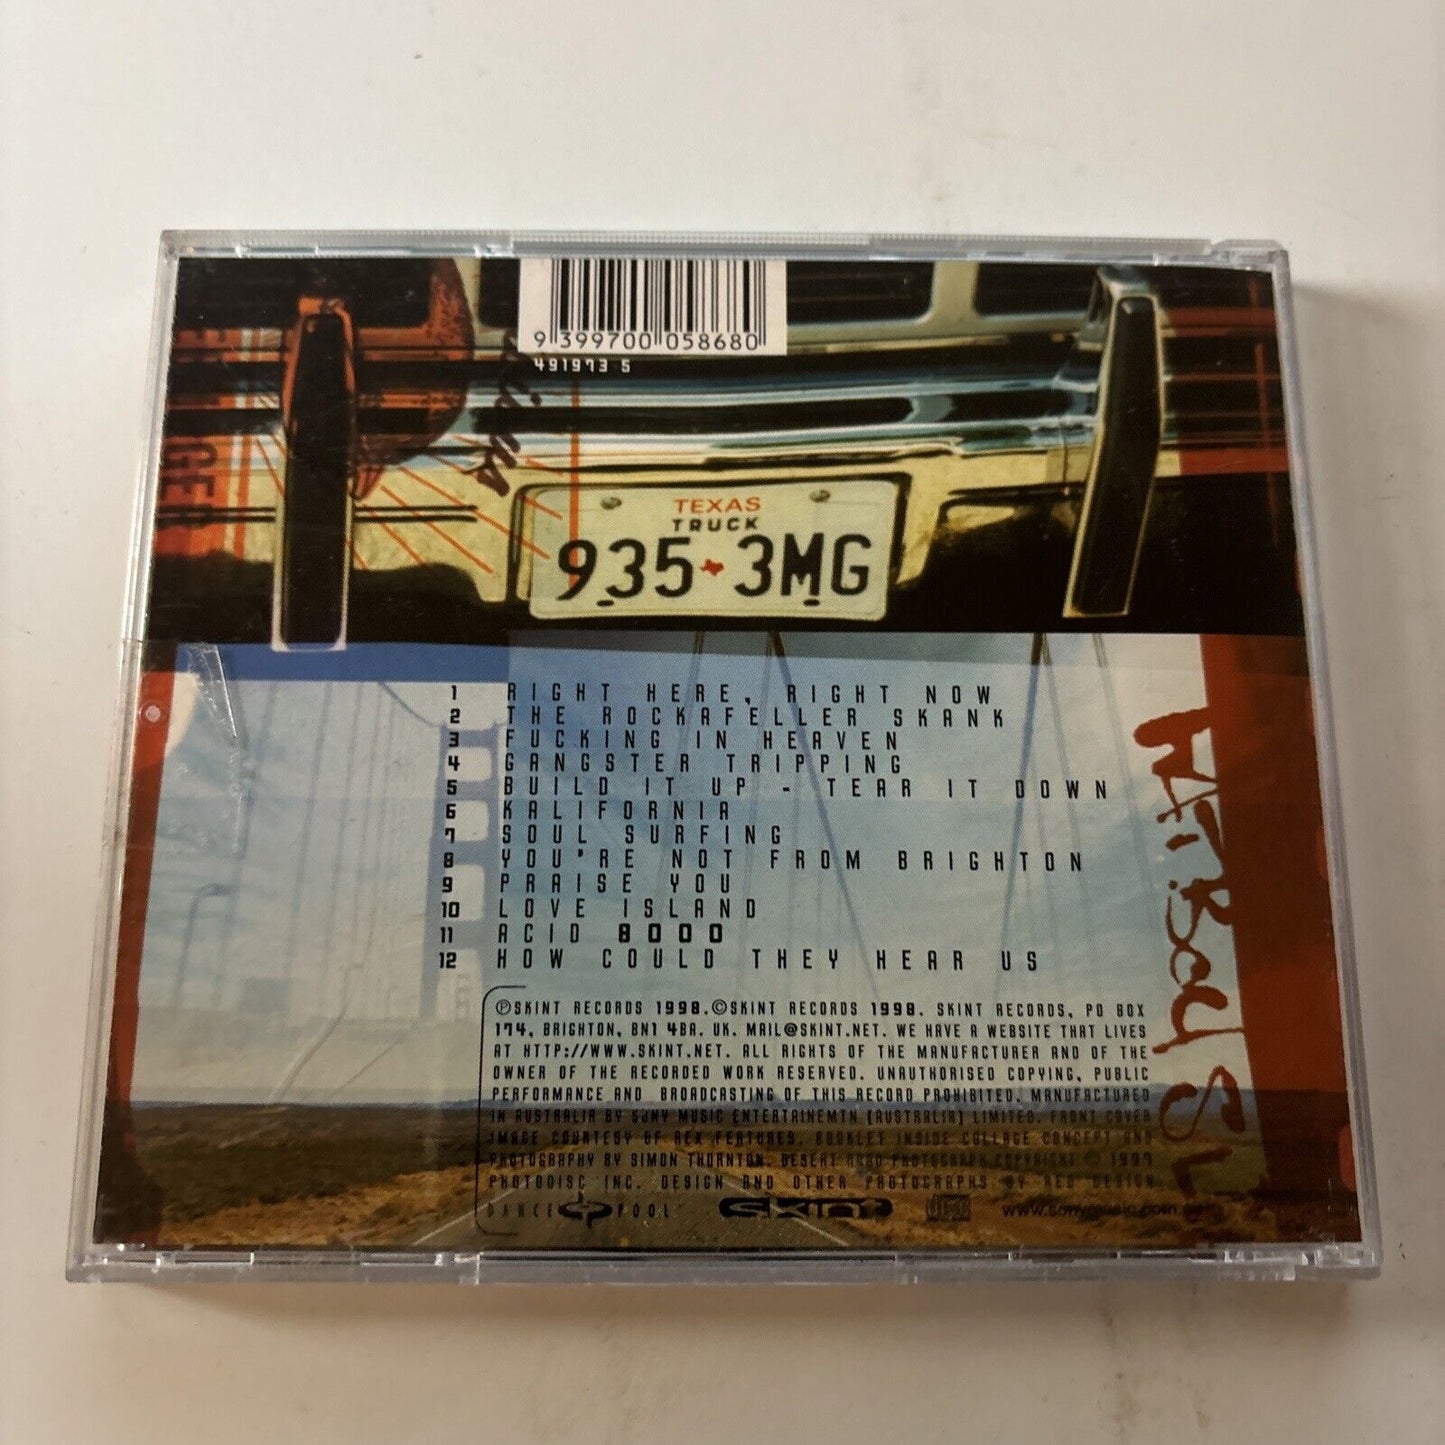 9 399700 058680
491973 5
TEXAS
TRUCK
935 3MG
1 RIGHT HERE, RIGHT NOW
2 THE ROCKAFELLER SKANK
3 FUCKING IN HEAVEN
4 GANGSTER TRIPPING
5 BUILD IT UP - TEAR IT DOWN
6 KALIFORNIA
7 SOUL SURFING
8 YOU'RE NOT FROM BRIGHTON
9 PRAISE YOU
10 LOVE ISLAND
11 ACID 8000
12 HOW COULD THEY HEAR US
℗SKINT RECORDS 1998.©SKINT RECORDS 1998. SKINT RECORDS, PO BOX
174, BRIGHTON, BN1 4BA. UK. MAIL@SKINT.NET. WE HAVE A WEBSITE THAT LIVES
AT HTTP://WWW.SKINT.NET. ALL RIGHTS OF THE MANUFACTURER AND OF THE
OWNER OF THE RECORDED WORK RESERVED. UNAUTHORISED COPYING, PUBLIC
PERFORMANCE AND BROADCASTING OF THIS RECORD PROHIBITED. MANUFACTURED
IN AUSTRALIA BY SONY MUSIC ENTERTAINEMTN (AUSTRALIA) LIMITED. FRONT COVER
IMAGE COURTESY OF REX FEATURES. BOOKLET INSIDE COLLAGE CONCEPT AND
PHOTOGRAPHY BY SIMON THORNTON. DESERT ROAD PHOTOGRAPH COPYRIGHT © 1997
PHOTODISC INC. DESIGN AND OTHER PHOTOGRAPHS BY RED DESIGN.
DANCE POOL skint